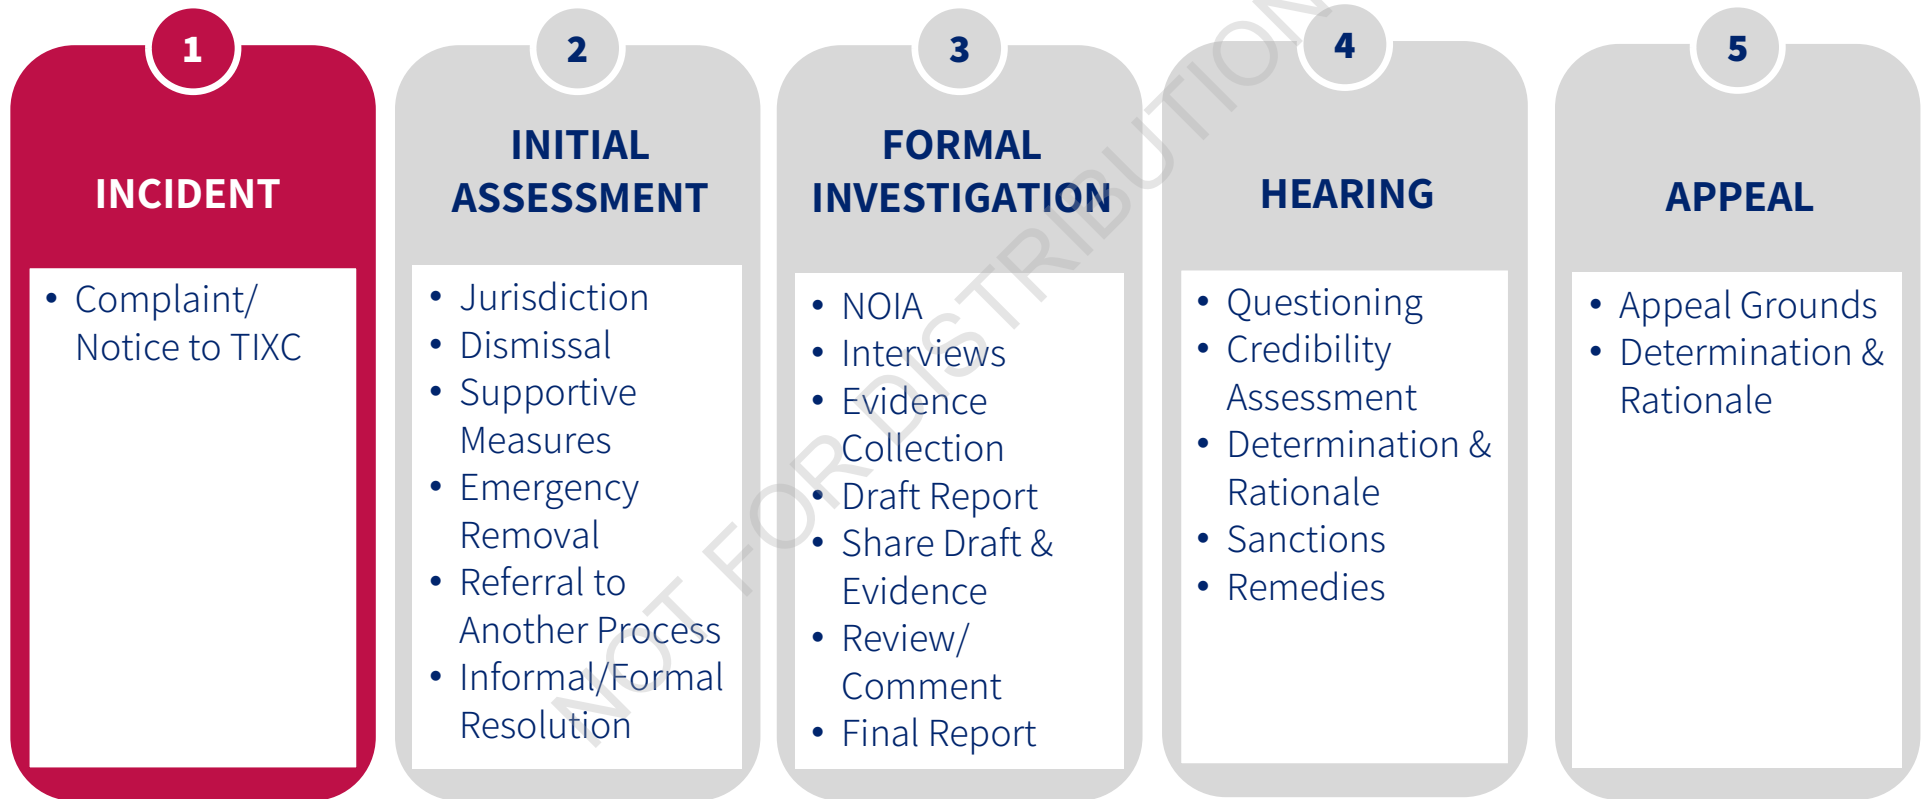 1
INCIDENT
• Complaint/
Notice to TIXC
2
INITIAL
ASSESSMENT
• Jurisdiction
• Dismissal
• Supportive
Measures
• Emergency
Removal
• Referral to
Another Process
• Informal/Formal
Resolution
3
FORMAL
INVESTIGATION
• NOIA
• Interviews
• Evidence
Collection
• Draft Report
• Share Draft &
Evidence
• Review/
Comment
• Final Report
4
HEARING
• Questioning
• Credibility
Assessment
• Determination &
Rationale
• Sanctions
• Remedies
5
APPEAL
• Appeal Grounds
• Determination &
Rationale
NOT FOR DISTRIBUTION